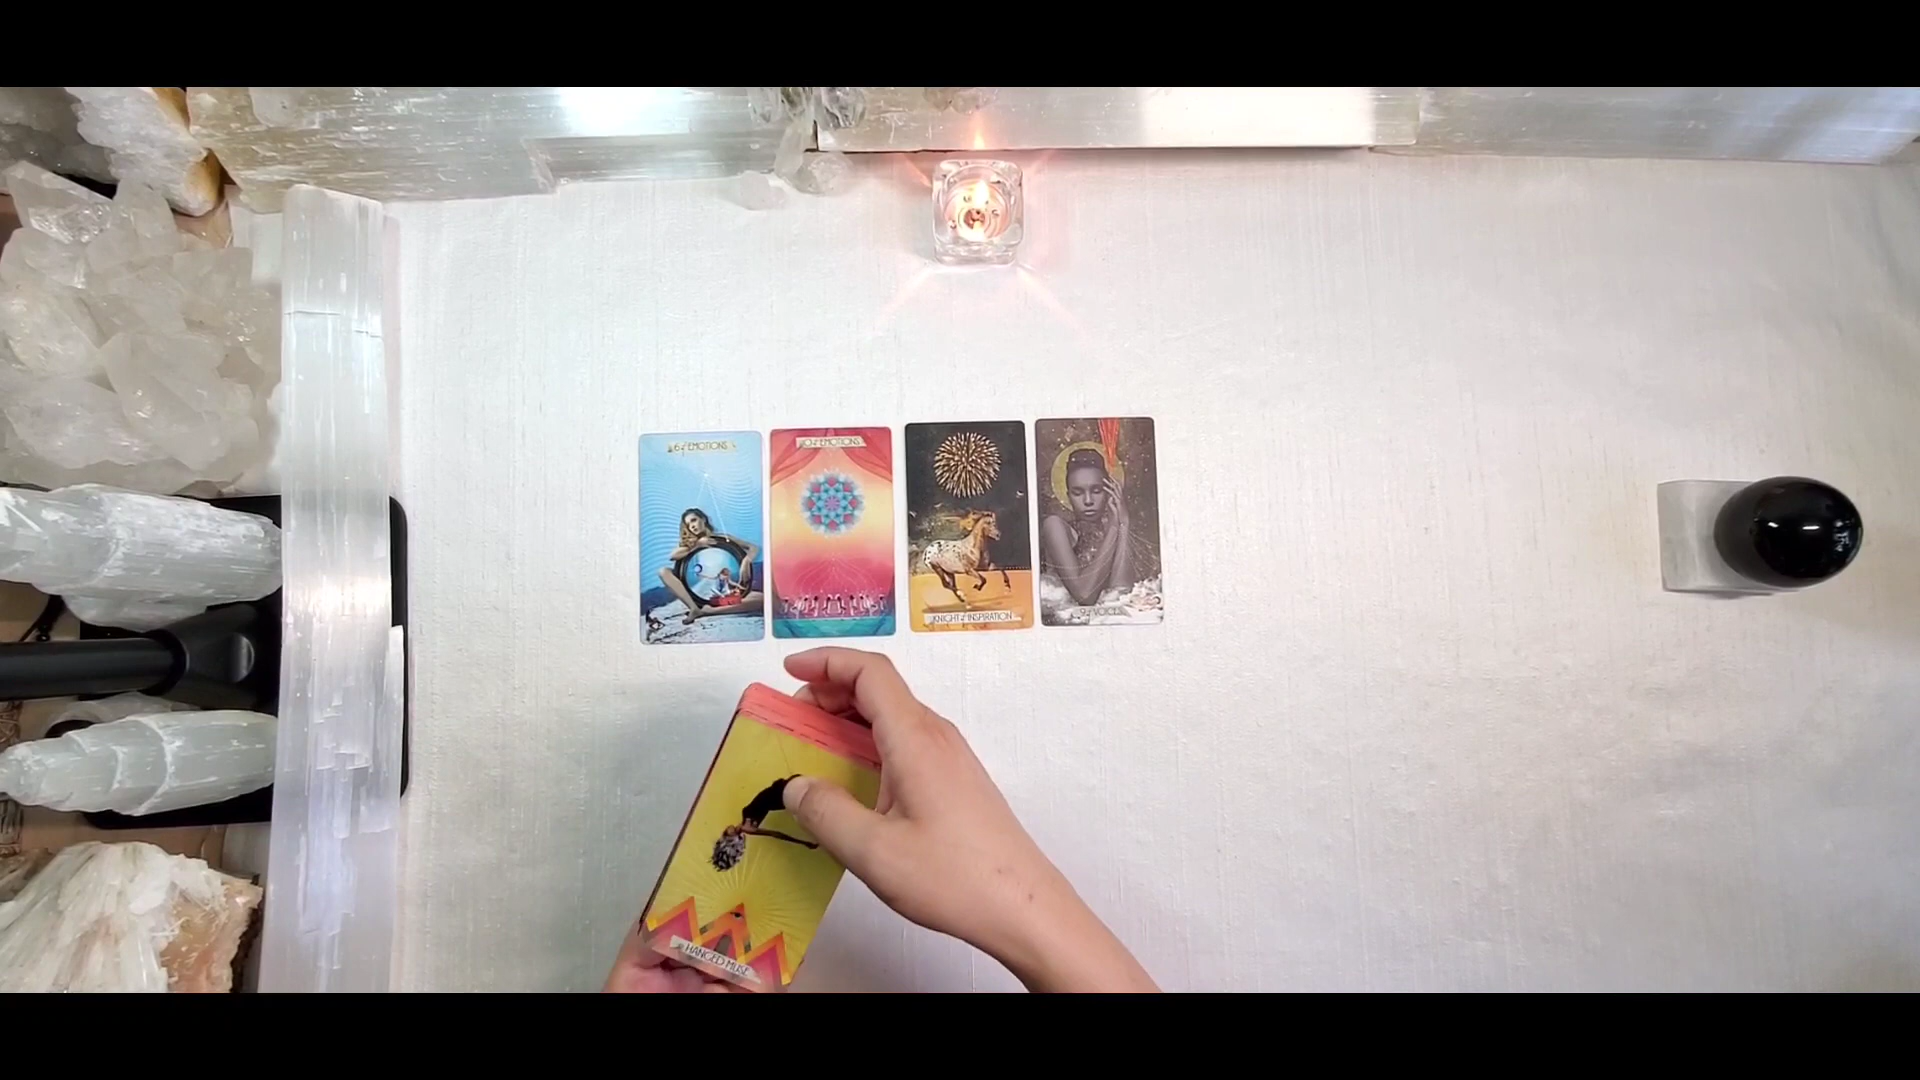 6 of EMOTIONS
10 of EMOTIONS
KNIGHT of INSPIRATION
9 of VOICES
HANGED MUSE